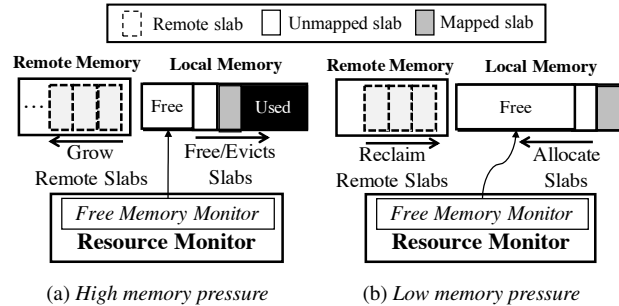 Remote slab Unmapped slab Mapped slab
Remote Memory Local Memory
... Free Used
Grow Free/Evicts
Remote Slabs Slabs
Free Memory Monitor
Resource Monitor
(a) High memory pressure
Remote Memory Local Memory
Free
Reclaim Allocate
Remote Slabs Slabs
Free Memory Monitor
Resource Monitor
(b) Low memory pressure